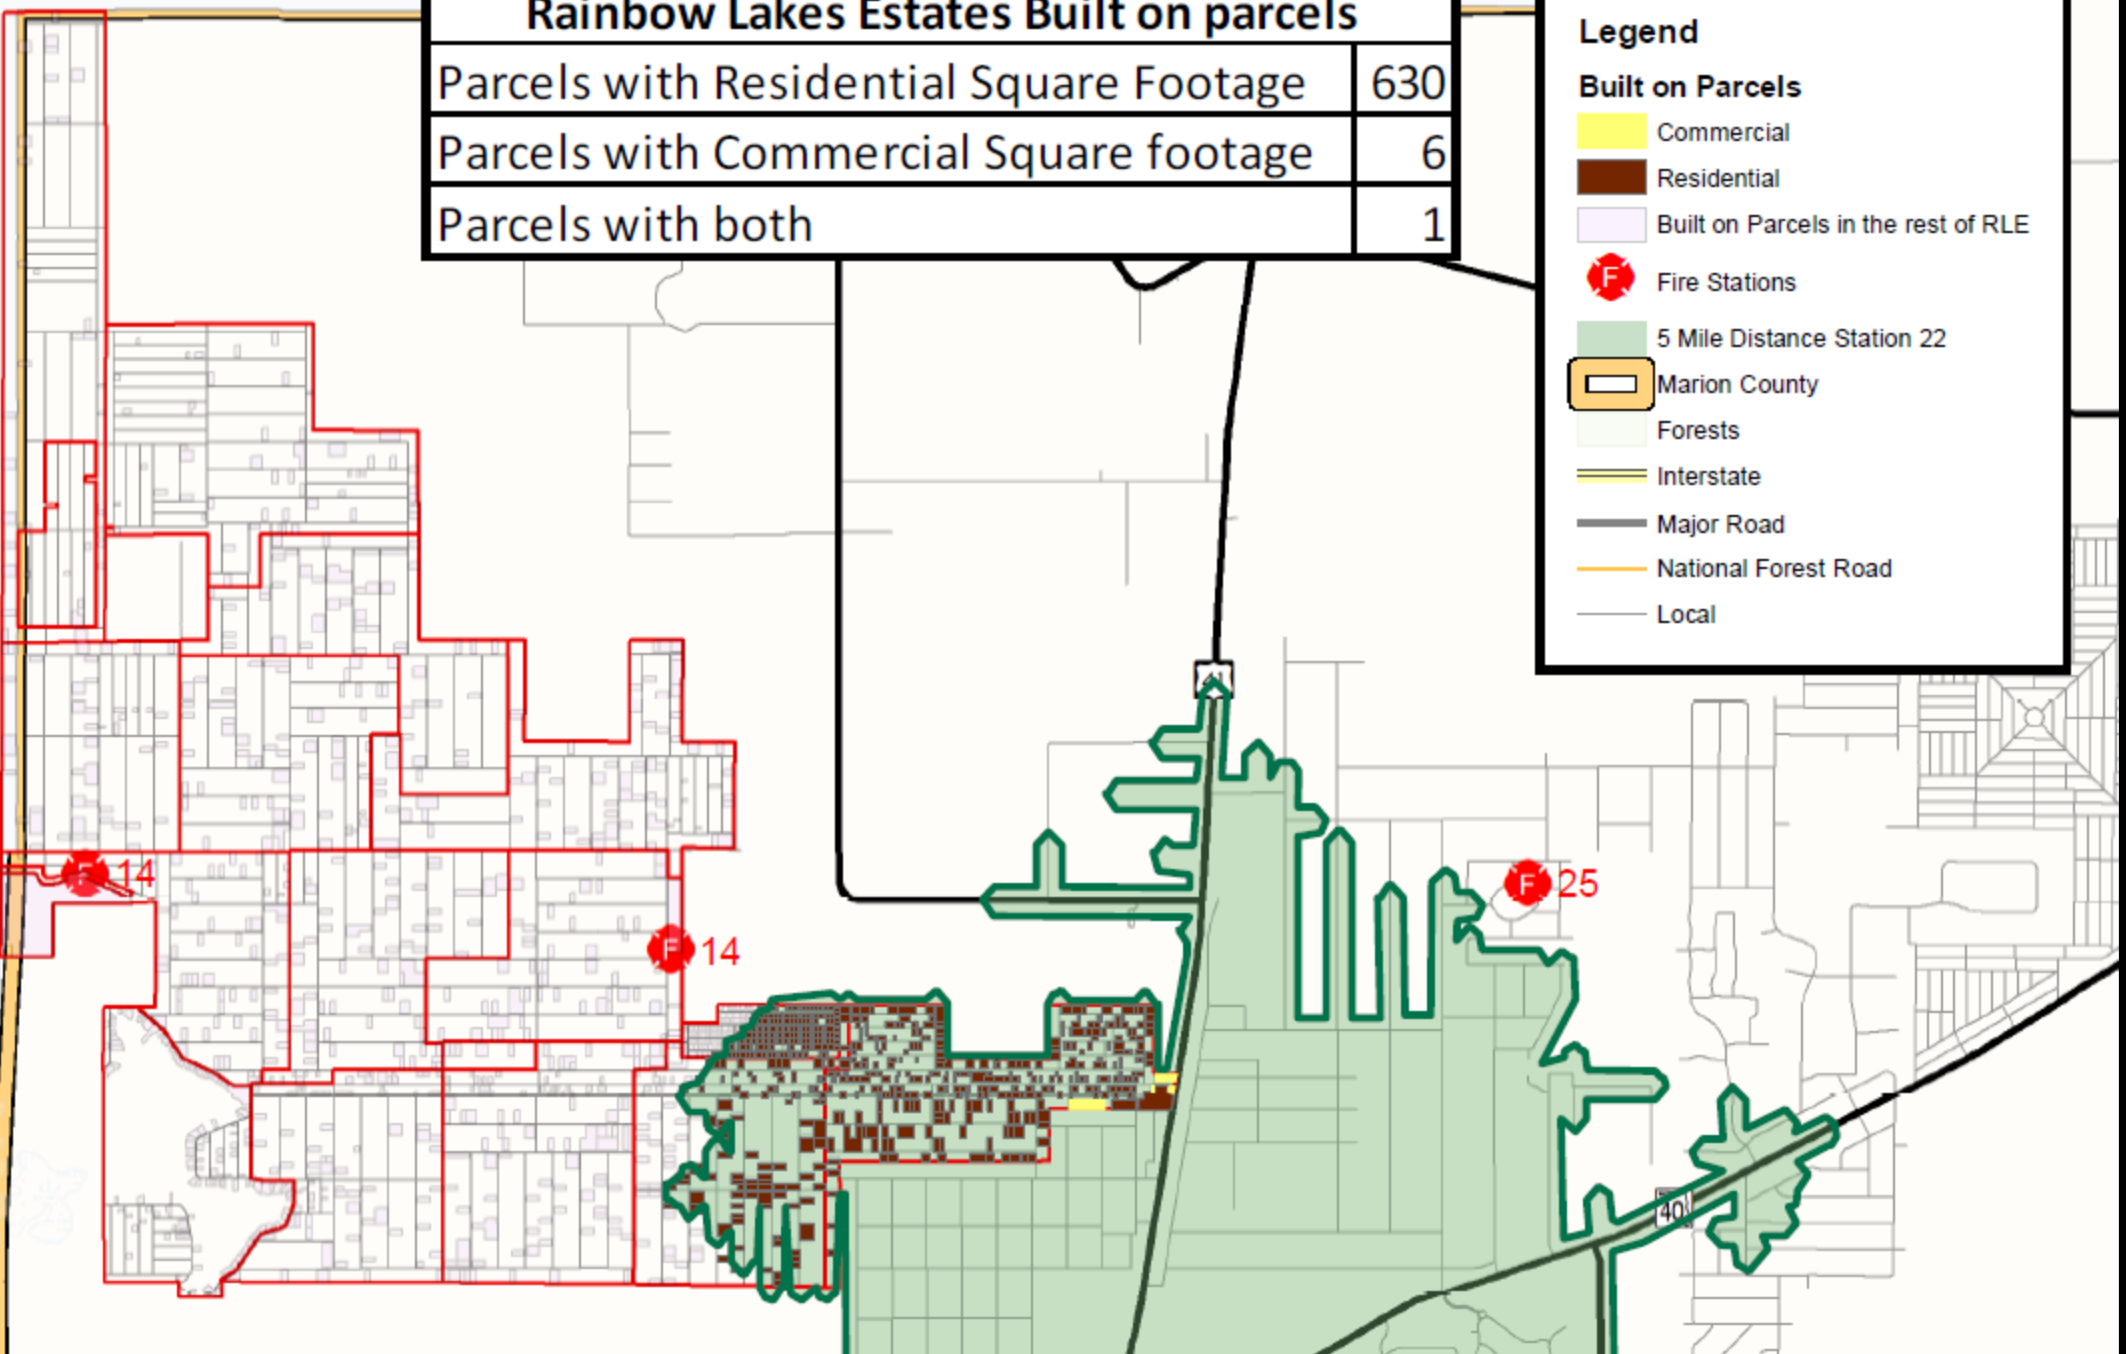 Rainbow Lakes Estates Built on parcels
Parcels with Residential Square Footage 630
Parcels with Commercial Square footage 6
Parcels with both 1
Legend
Built on Parcels
Commercial
Residential
Built on Parcels in the rest of RLE
F Fire Stations
5 Mile Distance Station 22
Marion County
Forests
Interstate
Major Road
National Forest Road
Local
41
F 14
F 25
F 14
40